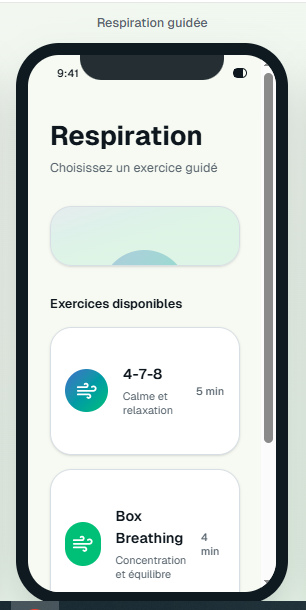 Respiration guidée
9:41
Respiration
Choisissez un exercice guidé
Exercices disponibles
4-7-8
Calme et
relaxation
5 min
Box
Breathing
Concentration
et équilibre
4
min